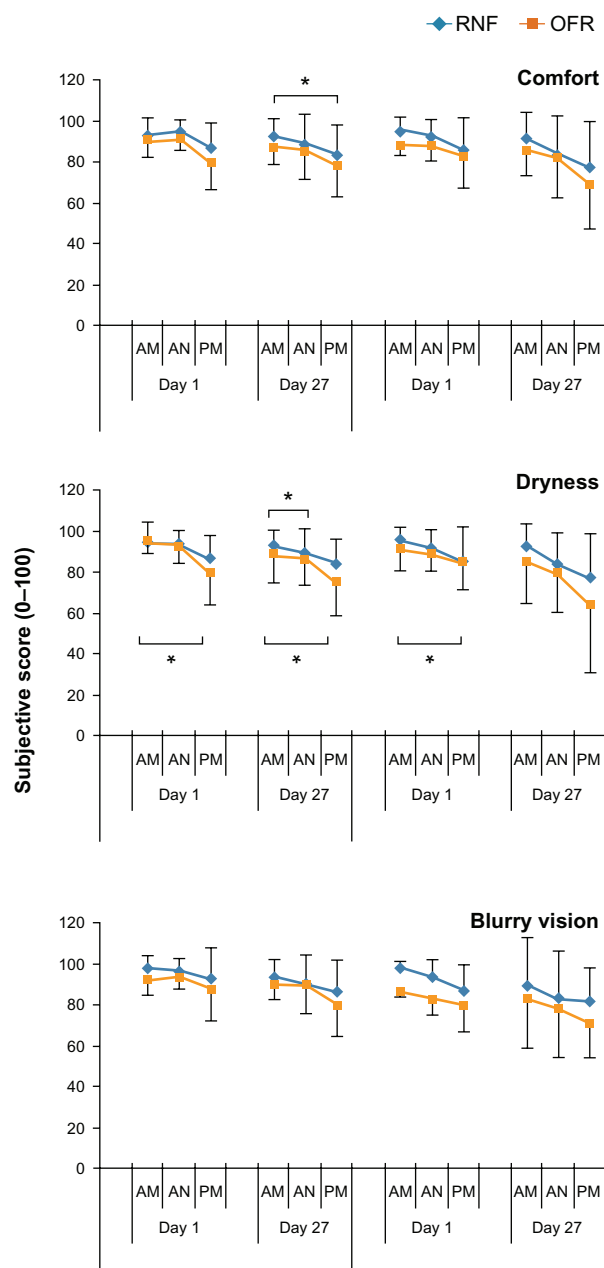 RNF OFR
Comfort
*
120
100
80
60
40
20
0
AM AN PM AM AN PM AM AN PM AM AN PM
Day 1 Day 27 Day 1 Day 27
Subjective score (0–100)
Dryness
*
120
100
80
60
40
20
0
* * *
AM AN PM AM AN PM AM AN PM AM AN PM
Day 1 Day 27 Day 1 Day 27
Blurry vision
120
100
80
60
40
20
0
AM AN PM AM AN PM AM AN PM AM AN PM
Day 1 Day 27 Day 1 Day 27